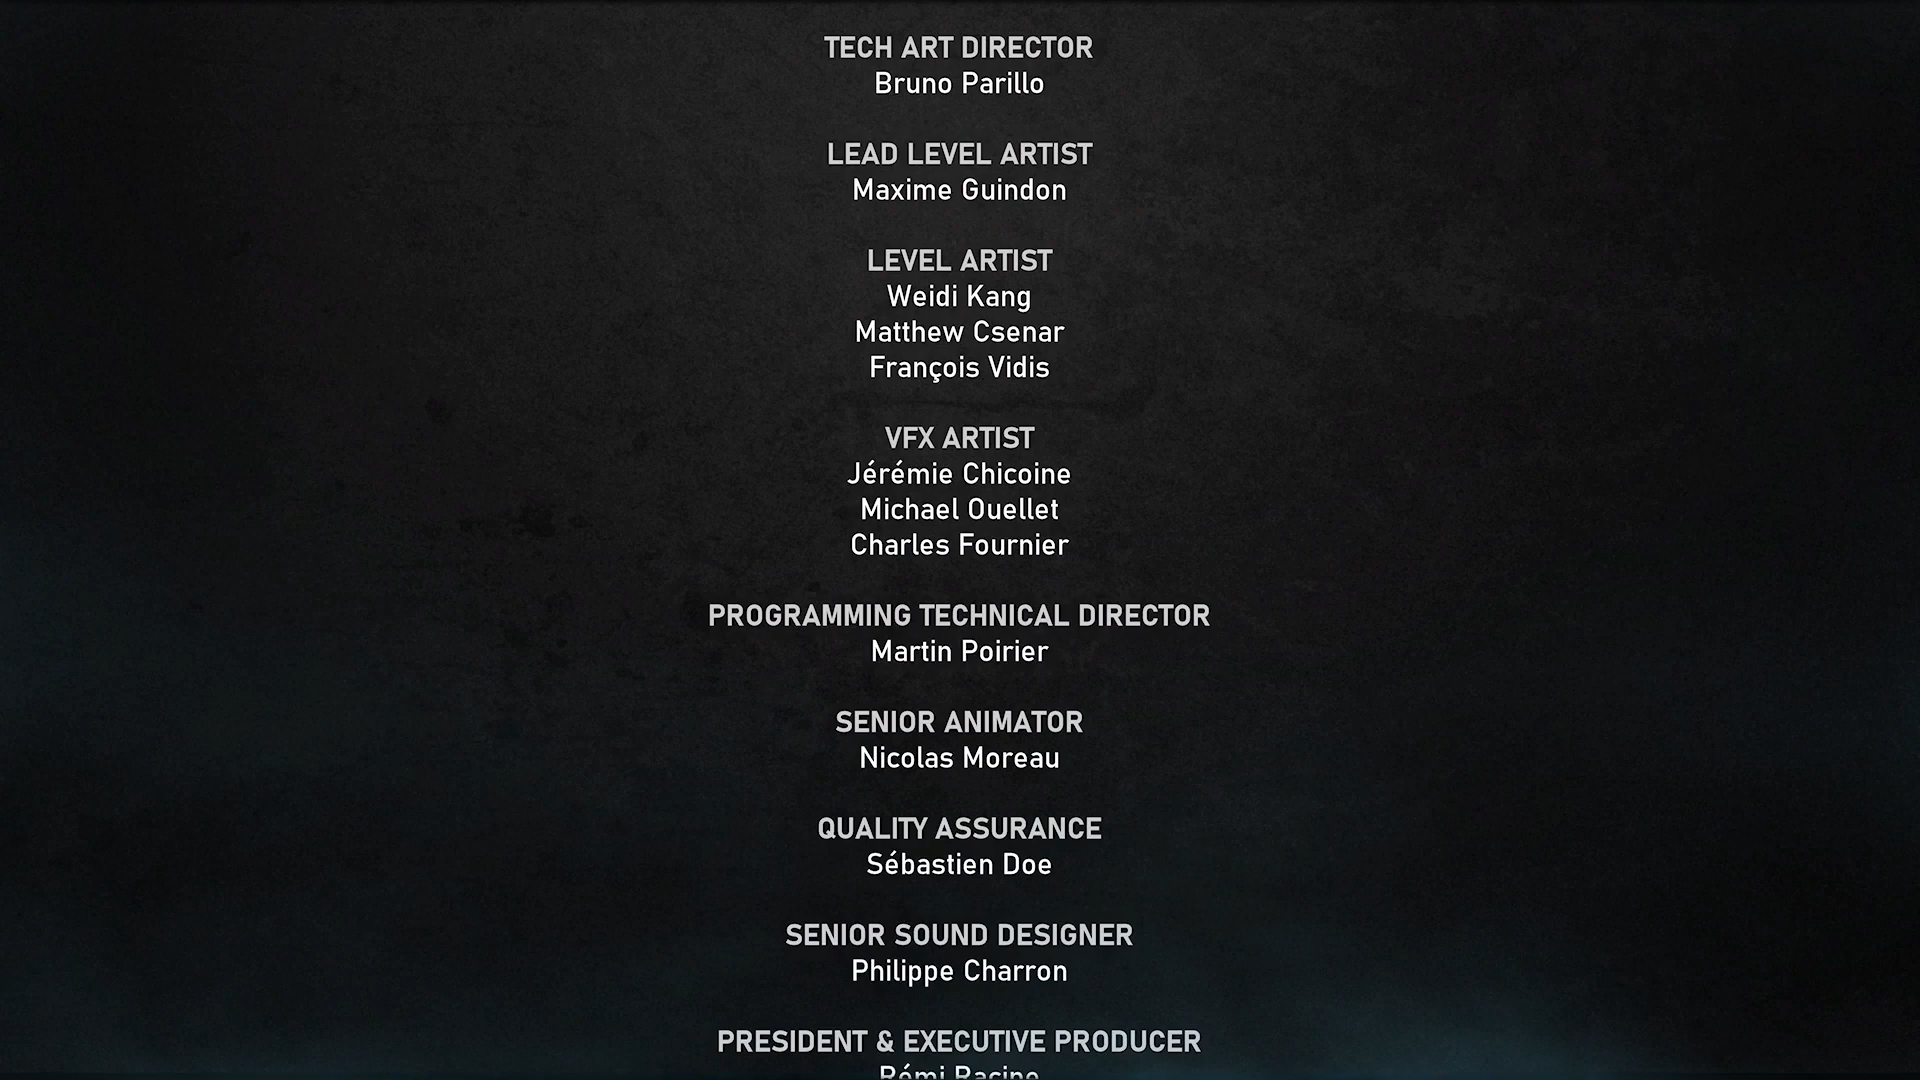 TECH ART DIRECTOR
Bruno Parillo
LEAD LEVEL ARTIST
Maxime Guindon
LEVEL ARTIST
Weidi Kang
Matthew Csenar
François Vidis
VFX ARTIST
Jérémie Chicoine
Michael Ouellet
Charles Fournier
PROGRAMMING TECHNICAL DIRECTOR
Martin Poirier
SENIOR ANIMATOR
Nicolas Moreau
QUALITY ASSURANCE
Sébastien Doe
SENIOR SOUND DESIGNER
Philippe Charron
PRESIDENT & EXECUTIVE PRODUCER
Rémi Racine